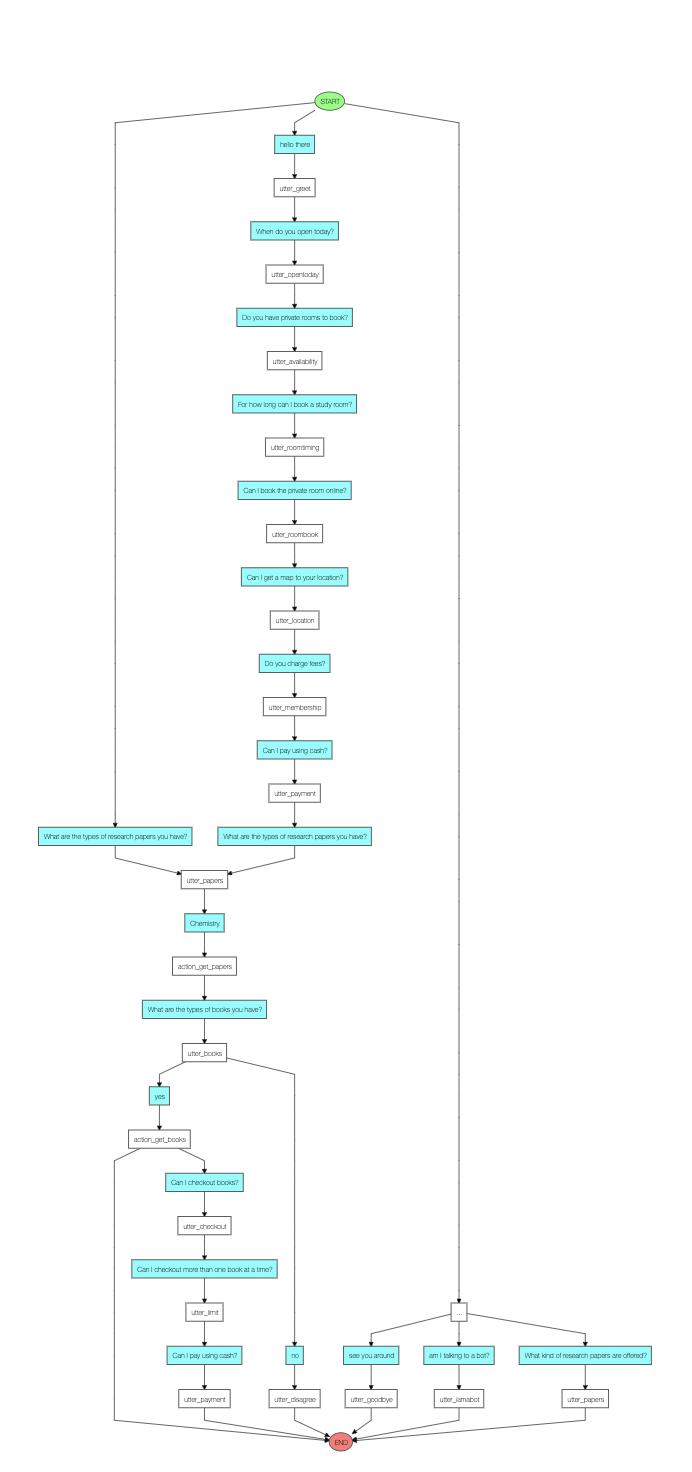 START
hello there
utter_greet
When do you open today?
utter_opentoday
Do you have private rooms to book?
utter_availability
For how long can I book a study room?
utter_roomtiming
Can I book the private room online?
utter_roombook
Can I get a map to your location?
utter_location
Do you charge fees?
utter_membership
Can I pay using cash?
utter_payment
What are the types of research papers you have?
What are the types of research papers you have?
utter_papers
Chemistry
action_get_papers
What are the types of books you have?
utter_books
yes
action_get_books
Can I checkout books?
utter_checkout
Can I checkout more than one book at a time?
utter_limit
...
Can I pay using cash?
no
see you around
am I talking to a bot?
What kind of research papers are offered?
utter_payment
utter_disagree
utter_goodbye
utter_iamabot
utter_papers
END